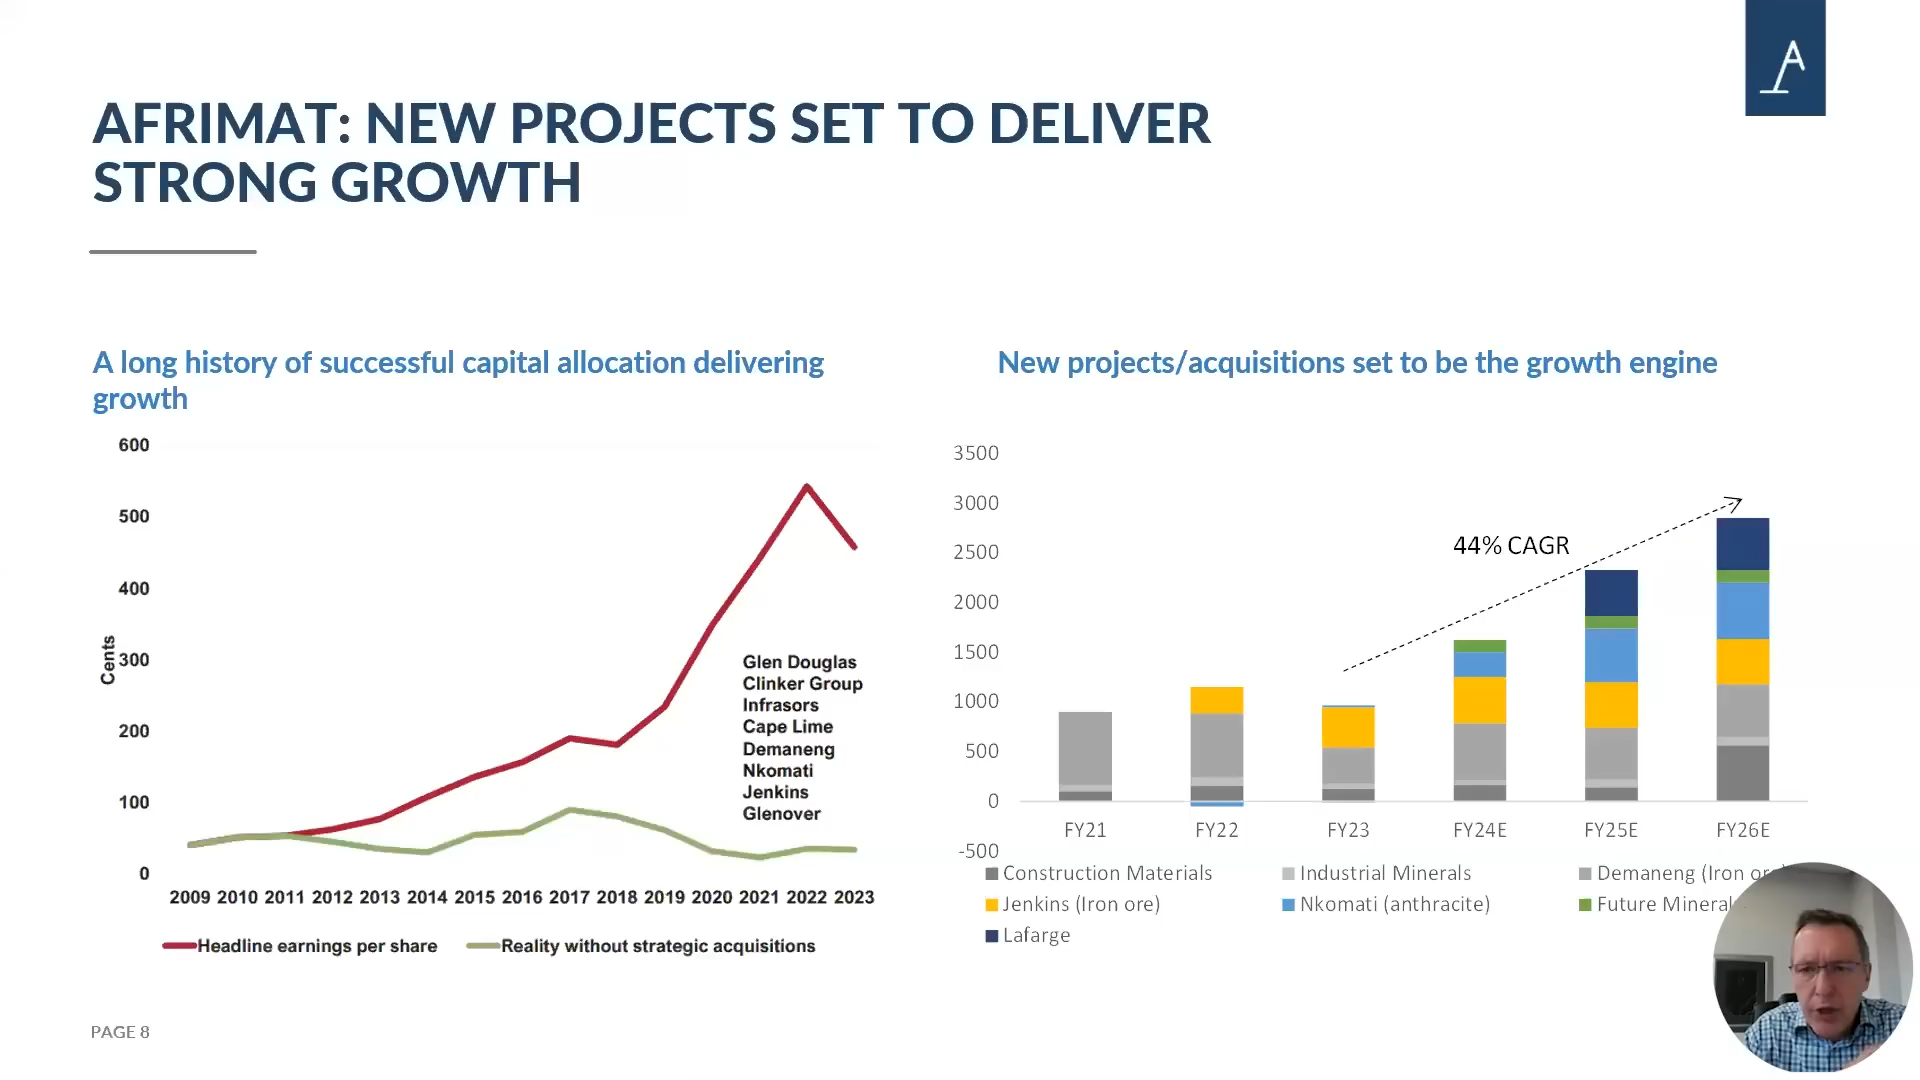 A
AFRIMAT: NEW PROJECTS SET TO DELIVER
STRONG GROWTH
A long history of successful capital allocation delivering
growth
600
500
400
300
200
100
0
Cents
Glen Douglas
Clinker Group
Infrasors
Cape Lime
Demaneng
Nkomati
Jenkins
Glenover
2009 2010 2011 2012 2013 2014 2015 2016 2017 2018 2019 2020 2021 2022 2023
Headline earnings per share Reality without strategic acquisitions
New projects/acquisitions set to be the growth engine
3500
3000
2500
2000
1500
1000
500
0
-500
44% CAGR
FY21 FY22 FY23 FY24E FY25E FY26E
Construction Materials Industrial Minerals Demaneng (Iron
Jenkins (Iron ore) Nkomati (anthracite) Future
Lafarge
PAGE 8